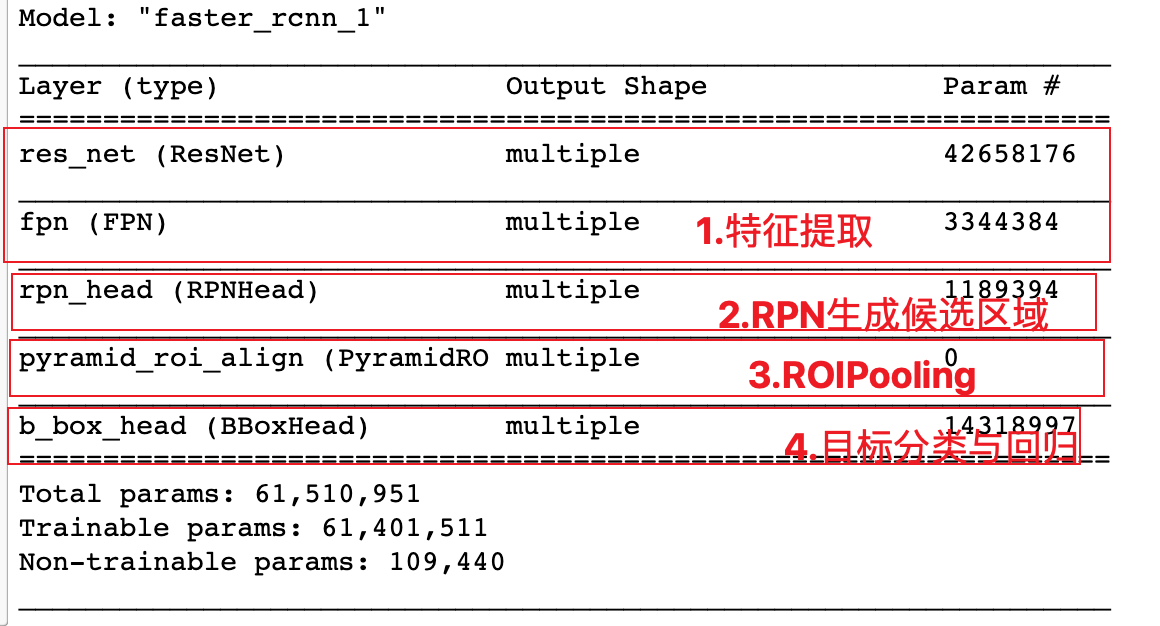 Model: "faster_rcnn_1"
Layer (type) Output Shape Param #
res_net (ResNet) multiple 42658176
fpn (FPN) multiple 3344384
1.特征提取
rpn_head (RPNHead) multiple 1189394
2.RPN生成候选区域
pyramid_roi_align (PyramidRO multiple 0
3.ROIPooling
b_box_head (BBoxHead) multiple 14318997
4.目标分类与回归
Total params: 61,510,951
Trainable params: 61,401,511
Non-trainable params: 109,440